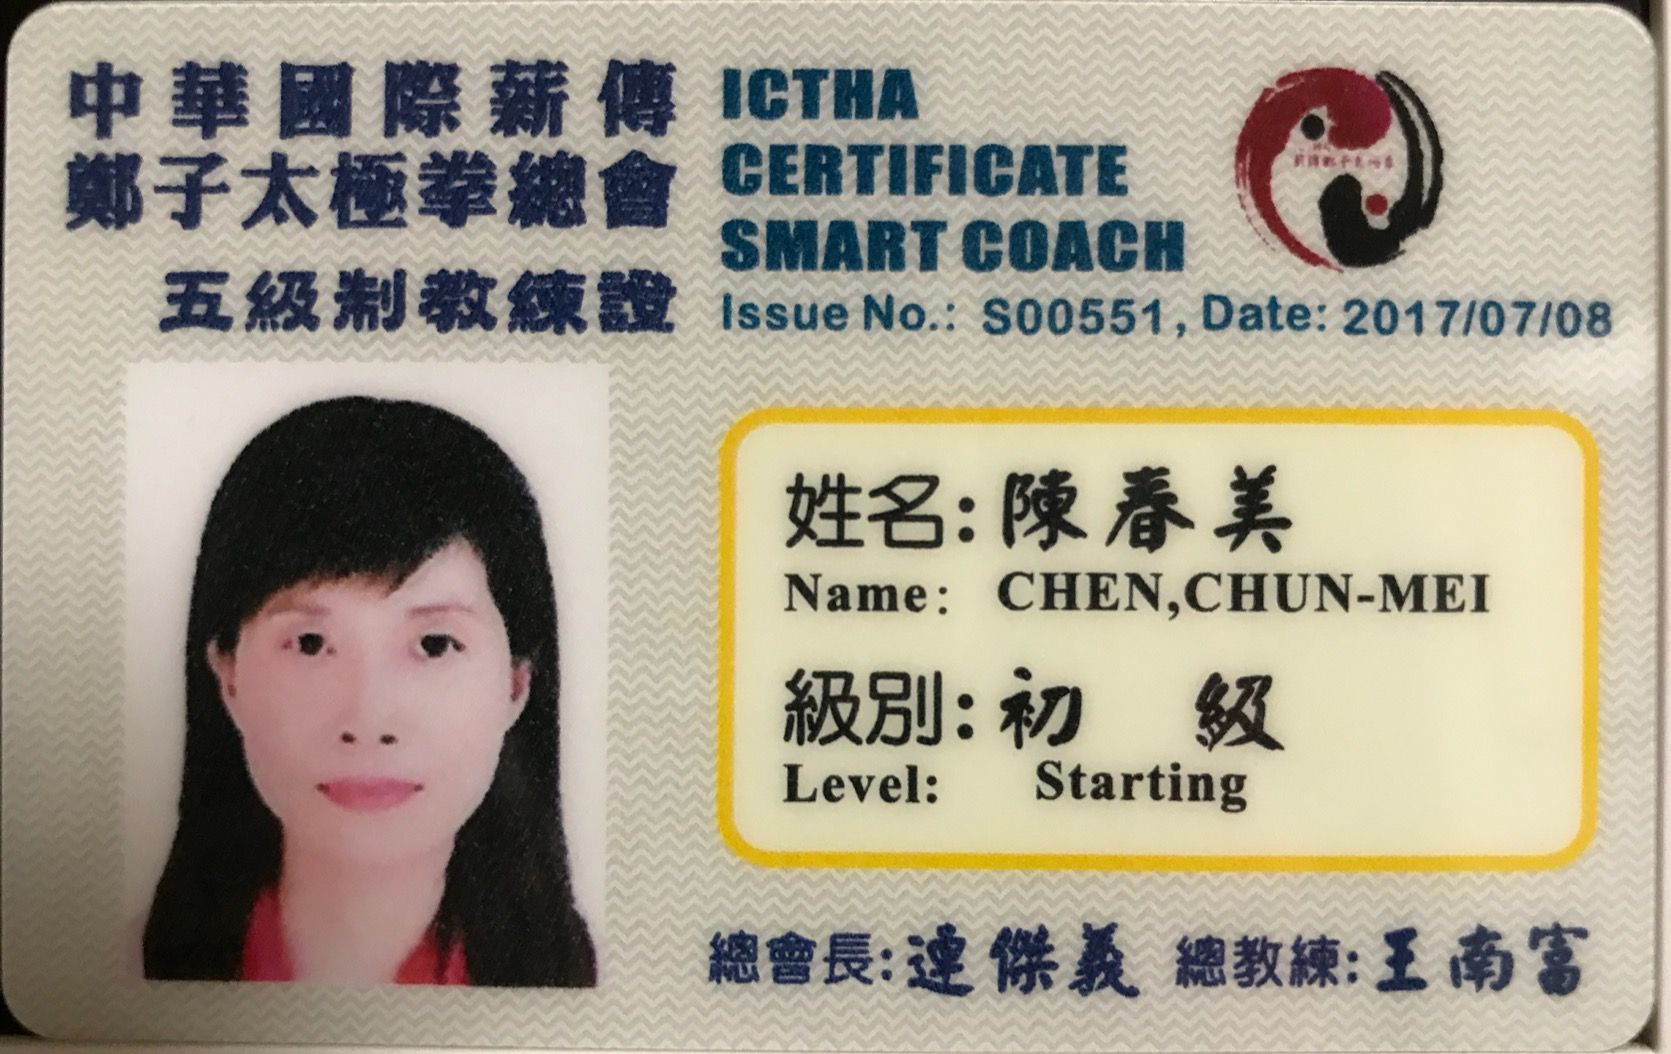 中華國際薪傳
鄭子太極拳總會
五級制教練證
ICTHA
CERTIFICATE
SMART COACH
Issue No.: S00551, Date: 2017/07/08
姓名: 陳春美
Name: CHEN,CHUN-MEI
級別: 初 級
Level: Starting
總會長: 連傑義 總教練: 王南富